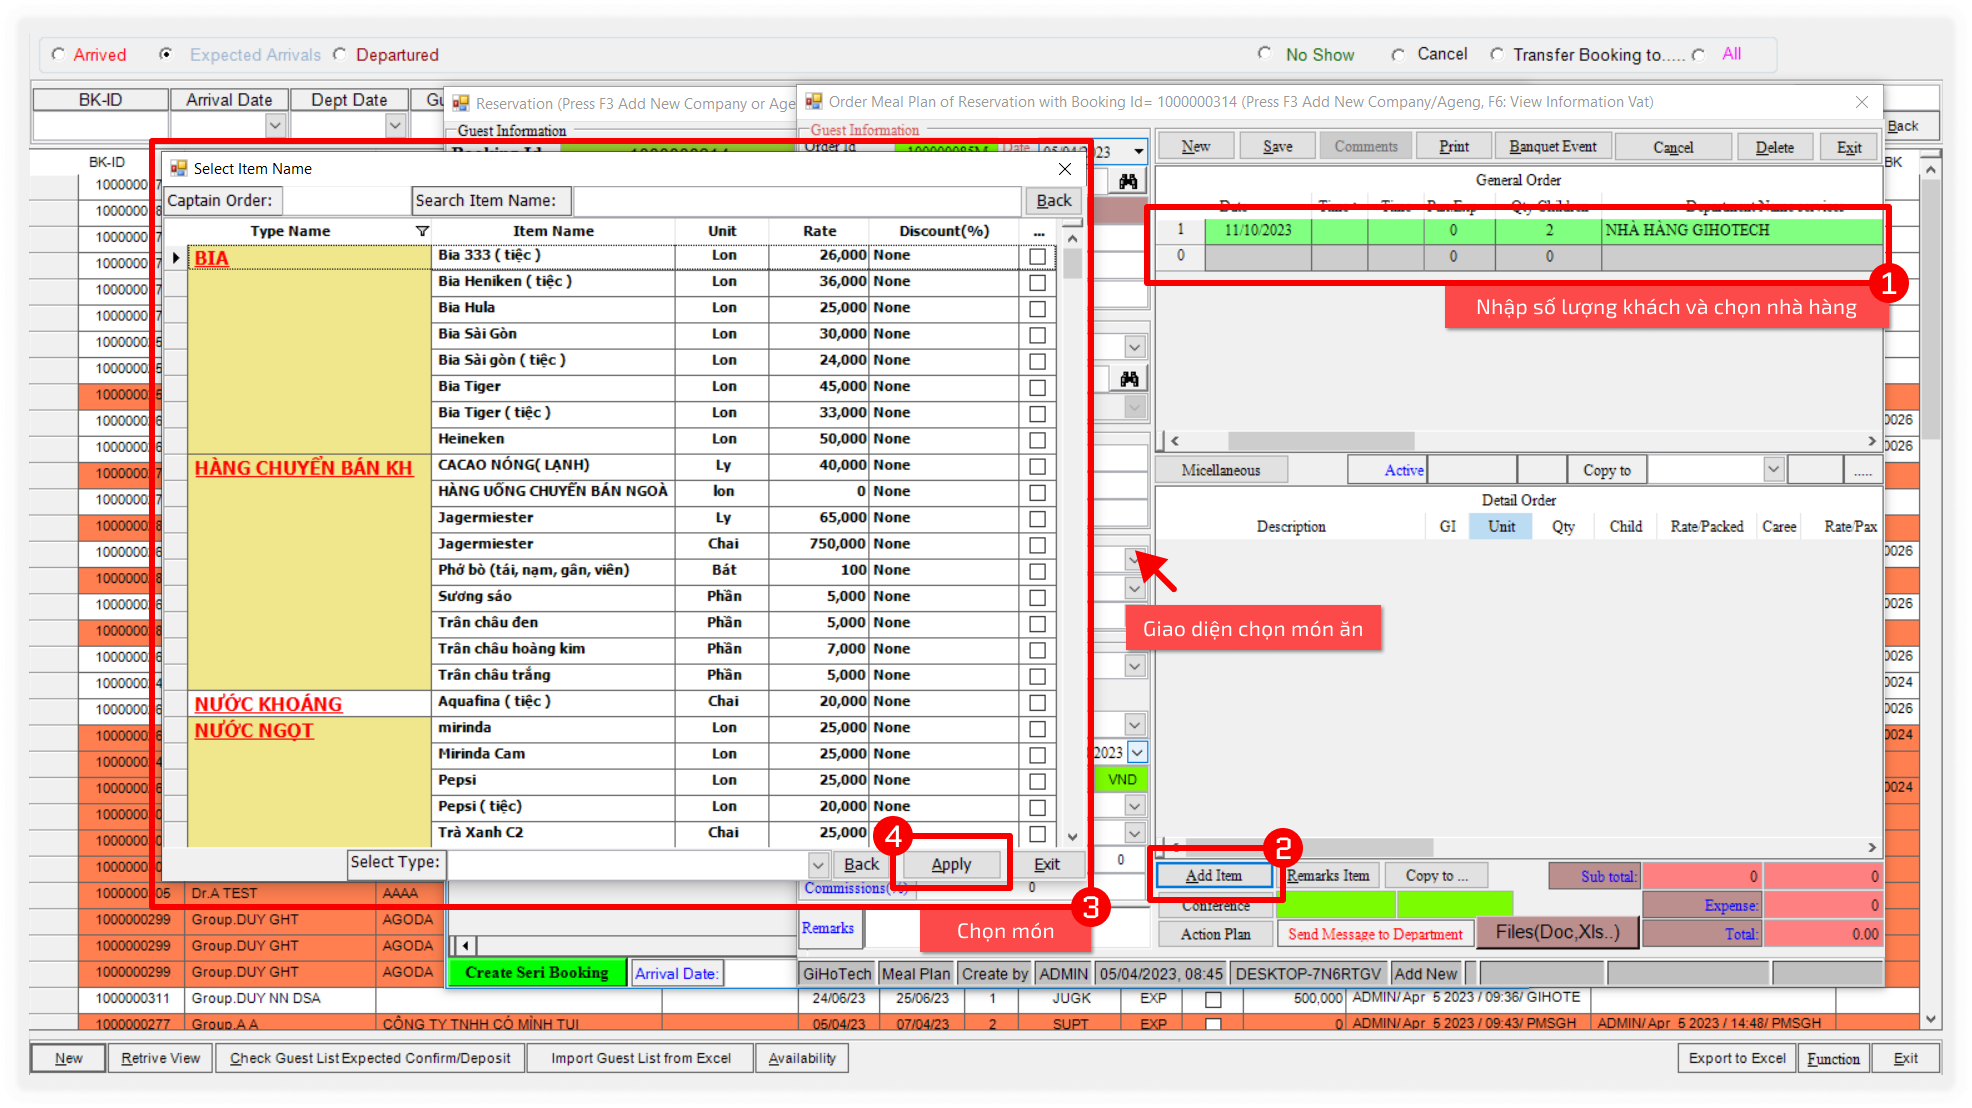 Arrived Expected Arrivals Departured No Show Cancel Transfer Booking to..... All
BK-ID Arrival Date Dept Date
Reservation (Press F3 Add New Company or Age
Order Meal Plan of Reservation with Booking Id= 1000000314 (Press F3 Add New Company/Ageng, F6: View Information Vat)
Guest Information
Guest Information
Back
New Save Comments Print Banquet Event Cancel Delete Exit
General Order
1 11/10/2023 0 2 NHÀ HÀNG GIHOTECH
0 0 0
1
Nhập số lượng khách và chọn nhà hàng
Select Item Name
Captain Order: Search Item Name: Back
Type Name Item Name Unit Rate Discount(%) ...
BIA Bia 333 ( tiệc ) Lon 26,000 None
Bia Heniken ( tiệc ) Lon 36,000 None
Bia Hula Lon 25,000 None
Bia Sài Gòn Lon 30,000 None
Bia Sài gòn ( tiệc ) Lon 24,000 None
Bia Tiger Lon 45,000 None
Bia Tiger ( tiệc ) Lon 33,000 None
Heineken Lon 50,000 None
HÀNG CHUYỂN BÁN KH CACAO NÓNG( LẠNH) Ly 40,000 None
HÀNG UỐNG CHUYỂN BÁN NGOÀ lon 0 None
Jagermiester Ly 65,000 None
Jagermiester Chai 750,000 None
Phở bò (tái, nạm, gân, viên) Bát 100 None
Sương sáo Phần 5,000 None
Trân châu đen Phần 5,000 None
Trân châu hoàng kim Phần 7,000 None
Trân châu trắng Phần 5,000 None
NƯỚC KHOÁNG Aquafina ( tiệc ) Chai 20,000 None
NƯỚC NGỌT mirinda Lon 25,000 None
Mirinda Cam Lon 25,000 None
Pepsi Lon 25,000 None
Pepsi ( tiệc) Lon 20,000 None
Trà Xanh C2 Chai 25,000
Select Type: Back Apply Exit
4
3
Chọn món
Micellaneous Active Copy to .....
Detail Order
Description GI Unit Qty Child Rate/Packed Caree Rate/Pax
Giao diện chọn món ăn
VND
0
2
Add Item Remarks Item Copy to ... Sub total: 0 0
Conference Expense: 0
Action Plan Send Message to Department Files(Doc,Xls..) Total: 0.00
Commissions(%) 0
Remarks
Create Seri Booking Arrival Date:
GiHoTech Meal Plan Create by ADMIN 05/04/2023, 08:45 DESKTOP-7N6RTGV Add New
Dr.A TEST AAAA
1000000299 Group.DUY GHT AGODA
1000000299 Group.DUY GHT AGODA
1000000299 Group.DUY GHT AGODA
1000000311 Group.DUY NN DSA 24/06/23 25/06/23 1 JUGK EXP 500,000 ADMIN/ Apr 5 2023 / 09:36/ GIHOTE
1000000277 Group.A A CÔNG TY TNHH CÓ MÌNH TUI 05/04/23 07/04/23 2 SUPT EXP 0 ADMIN/ Apr 5 2023 / 09:43/ PMSGH ADMIN/ Apr 5 2023 / 14:48/ PMSGH
New Retrive View Check Guest List Expected Confirm/Deposit Import Guest List from Excel Availability Export to Excel Function Exit